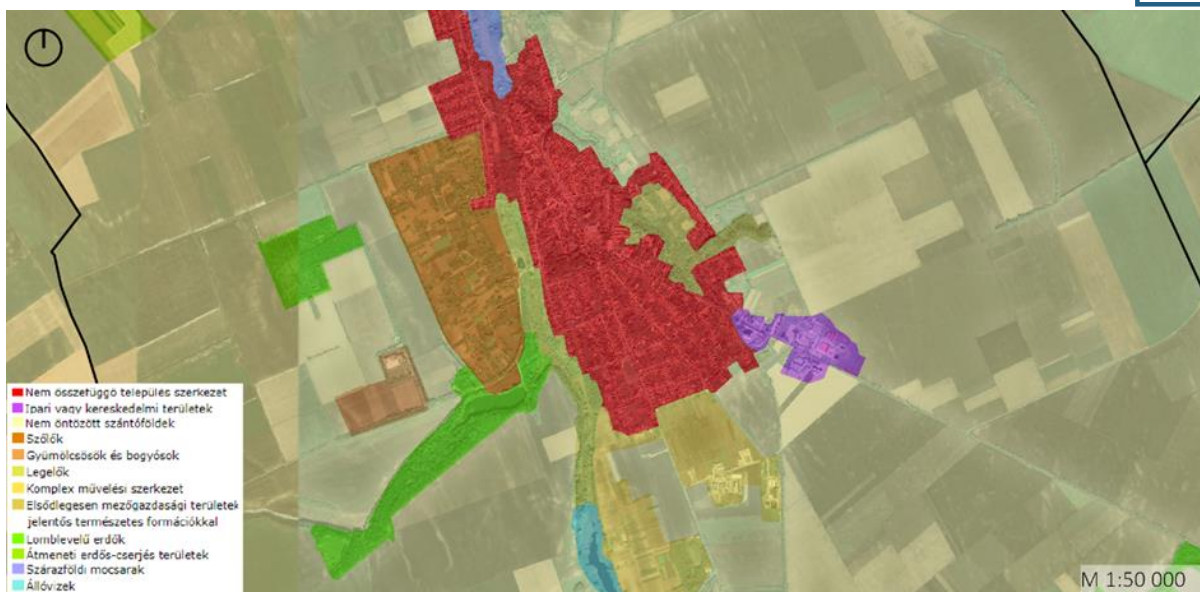 Nem összefüggő település szerkezet
Ipari vagy kereskedelmi területek
Nem öntözött szántóföldek
Szőlők
Gyümölcsösök és bogyósok
Legelők
Komplex művelési szerkezet
Elsődlegesen mezőgazdasági területek
jelentős természetes formációkkal
Lomblevelű erdők
Átmeneti erdős-cserjés területek
Szárazföldi mocsarak
Állóvizek
M 1:50 000